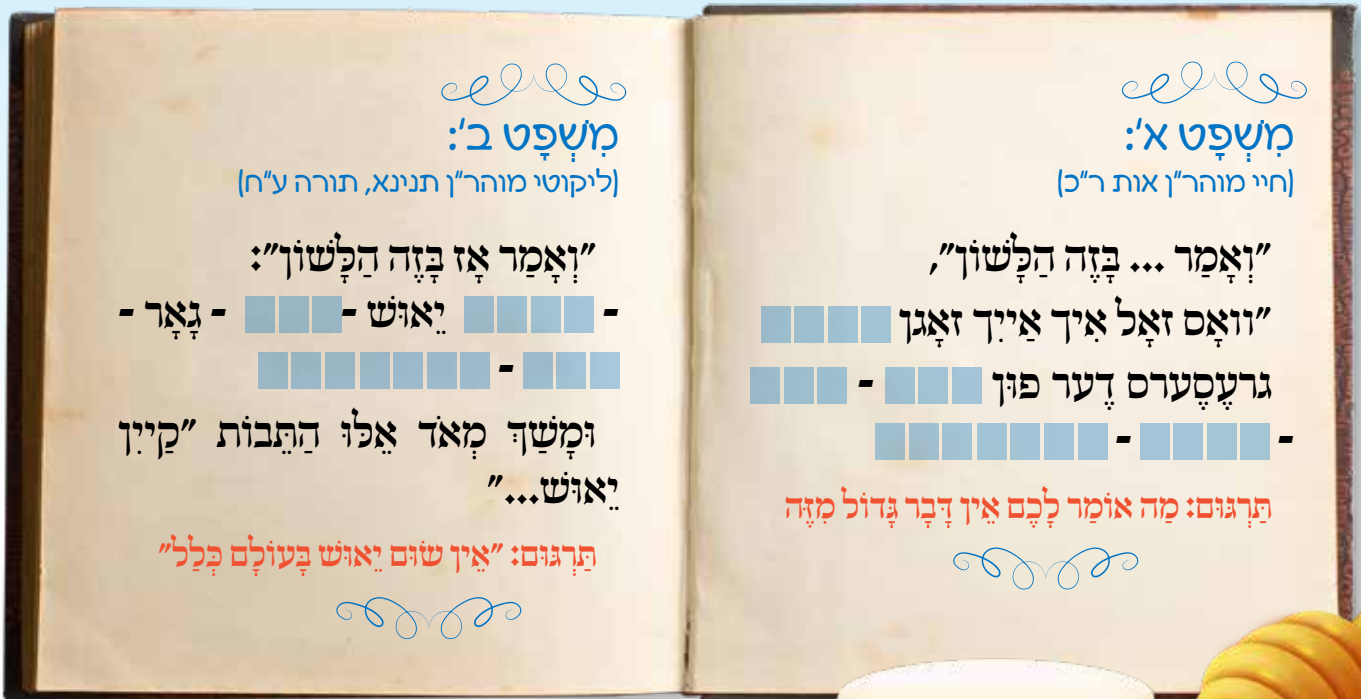 מִשְׁפָּט א':
(חיי מוהר"ן אות ר"כ)
"וְאָמַר ... בָּזֶה הַלָּשׁוֹן",
"וואָס זאָל אִיךְ אַייךְ זאָגן
גרעֶסֶערס דֶער פוּן - 
- -
תַּרְגּוּם: מַה אוֹמַר לָכֶם אֵין דָּבָר גָּדוֹל מִזֶּה
מִשְׁפָּט ב':
(ליקוטי מוהר"ן תנינא, תורה ע"ח)
"וְאָמַר אָז בָּזֶה הַלָּשׁוֹן":
- יֵאוּשׁ - - גָאָר -
-
וּמָשַׁךְ מְאֹד אֵלּוּ הַתֵּבוֹת "קַיִין
יֵאוּשׁ..."
תַּרְגּוּם: "אֵין שׂוּם יֵאוּשׁ בָּעוֹלָם כְּלַל"